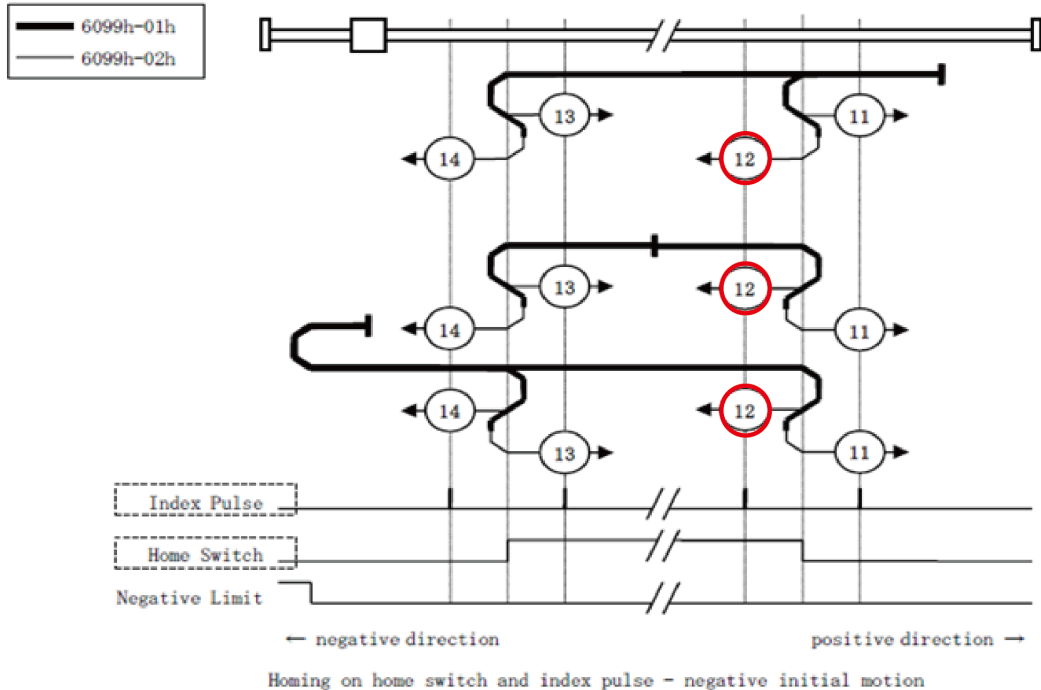 6099h-01h
6099h-02h
13
11
14
12
13
12
14
11
14
12
13
11
Index Pulse
Home Switch
Negative Limit
← negative direction
positive direction →
Homing on home switch and index pulse - negative initial motion